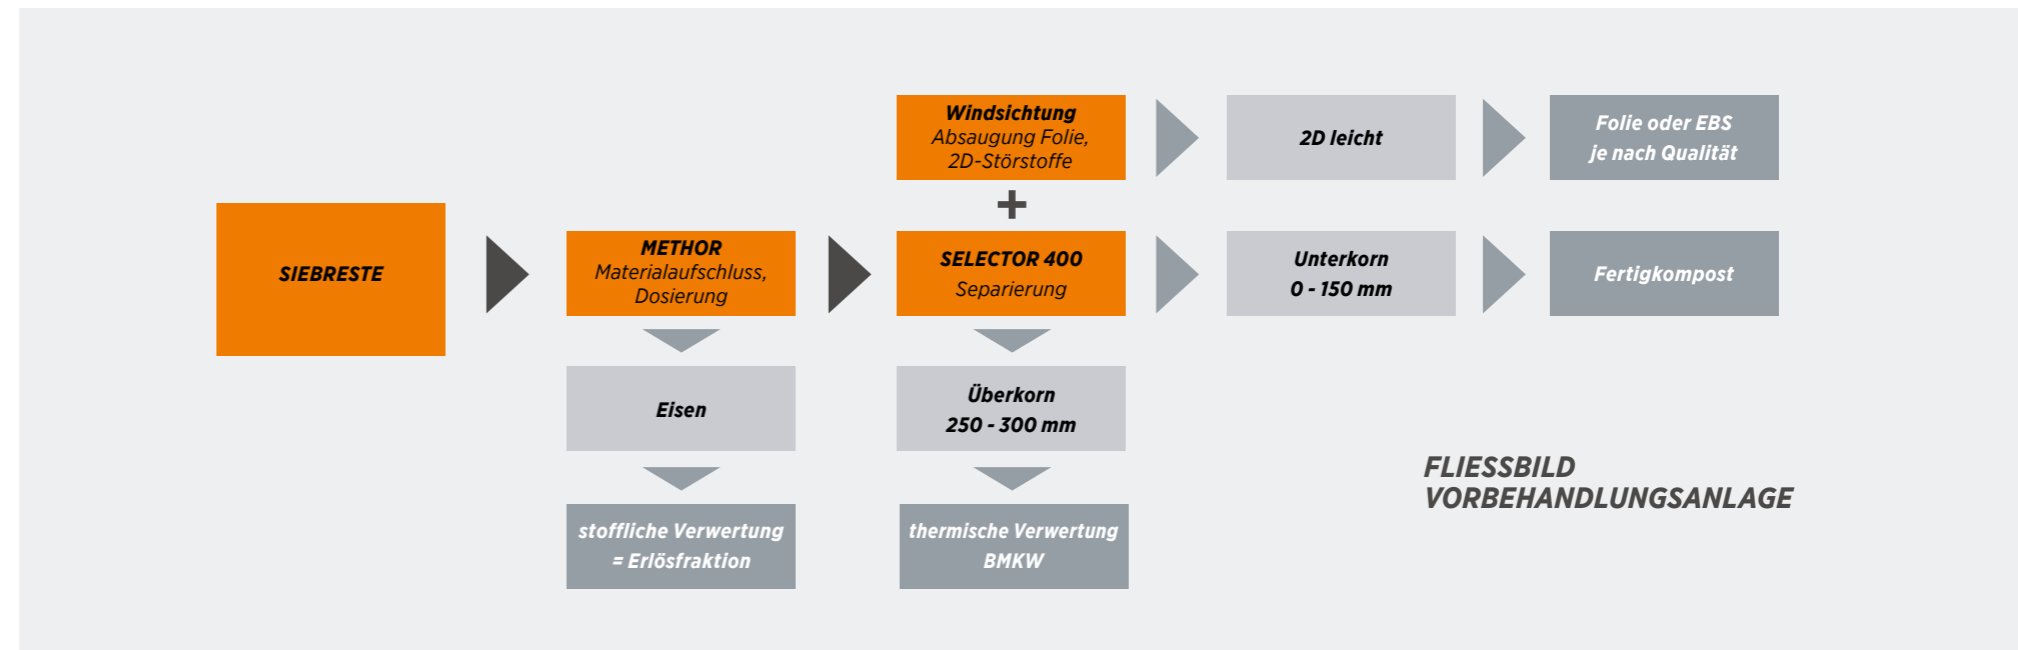 Windsichtung
Absaugung Folie,
2D-Störstoffe
2D leicht
Folie oder EBS
je nach Qualität
+
SIEBRESTE
METHOR
Materialaufschluss,
Dosierung
SELECTOR 400
Separierung
Unterkorn
0 - 150 mm
Fertigkompost
Eisen
Überkorn
250 - 300 mm
stoffliche Verwertung
= Erlösfraktion
thermische Verwertung
BMKW
FLIESSBILD
VORBEHANDLUNGSANLAGE